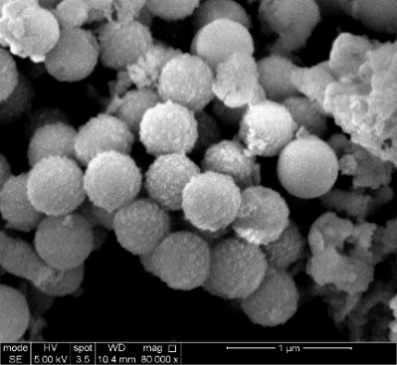 mode HV spot WD mag □ 1 µm
SE 5.00 kV 3.5 10.4 mm 80 000 x